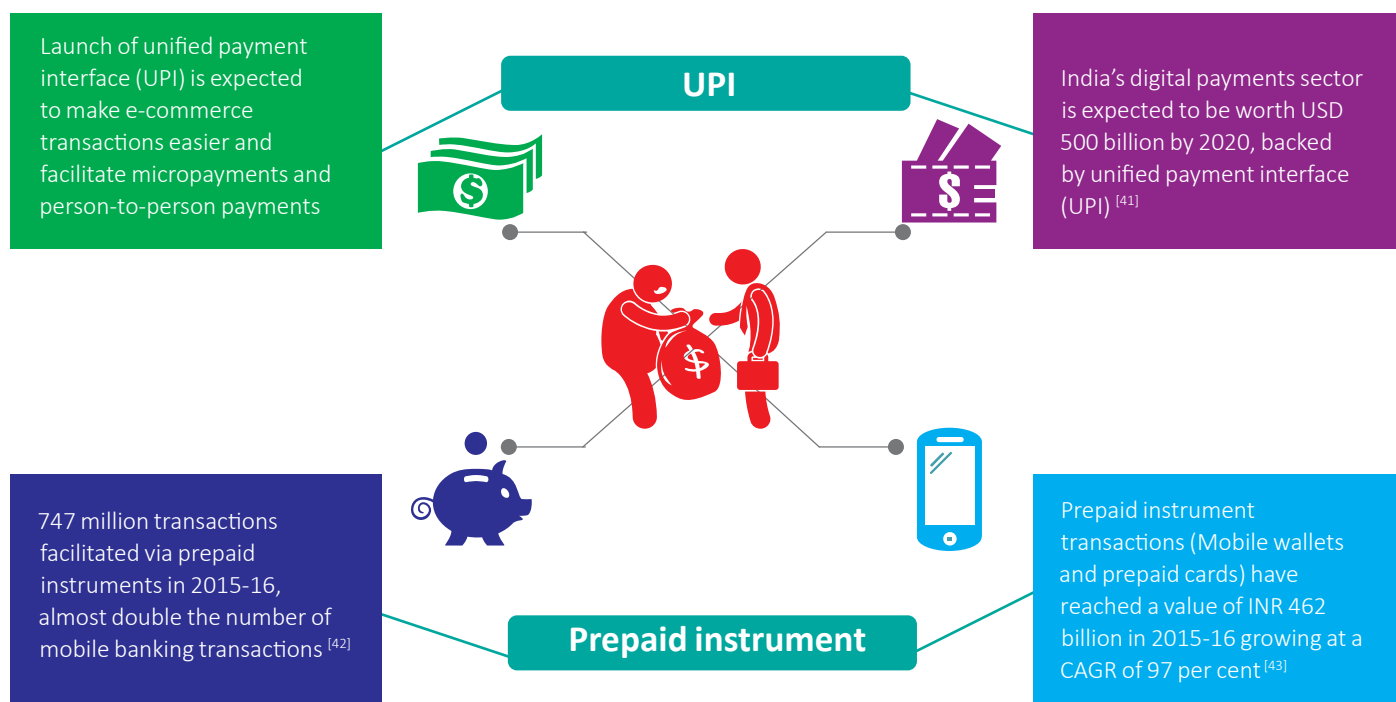 Launch of unified payment
interface (UPI) is expected
to make e-commerce
transactions easier and
facilitate micropayments and
person-to-person payments
UPI
India’s digital payments sector
is expected to be worth USD
500 billion by 2020, backed
by unified payment interface
(UPI) [41]
$
$
$
747 million transactions
facilitated via prepaid
instruments in 2015-16,
almost double the number of
mobile banking transactions [42]
Prepaid instrument
Prepaid instrument
transactions (Mobile wallets
and prepaid cards) have
reached a value of INR 462
billion in 2015-16 growing at a
CAGR of 97 per cent [43]